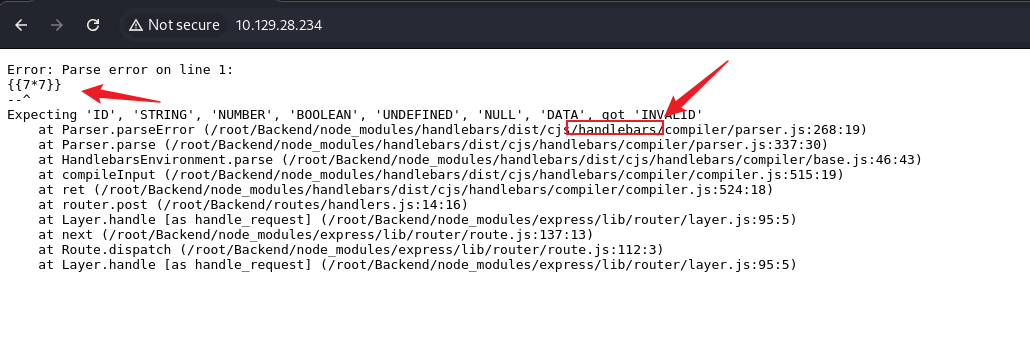 Not secure 10.129.28.234
Error: Parse error on line 1:
{{7*7}}
--^
Expecting 'ID', 'STRING', 'NUMBER', 'BOOLEAN', 'UNDEFINED', 'NULL', 'DATA', got 'INVALID'
    at Parser.parseError (/root/Backend/node_modules/handlebars/dist/cjs/handlebars/compiler/parser.js:268:19)
    at Parser.parse (/root/Backend/node_modules/handlebars/dist/cjs/handlebars/compiler/parser.js:337:30)
    at HandlebarsEnvironment.parse (/root/Backend/node_modules/handlebars/dist/cjs/handlebars/compiler/base.js:46:43)
    at compileInput (/root/Backend/node_modules/handlebars/dist/cjs/handlebars/compiler/compiler.js:515:19)
    at ret (/root/Backend/node_modules/handlebars/dist/cjs/handlebars/compiler/compiler.js:524:18)
    at router.post (/root/Backend/routes/handlers.js:14:16)
    at Layer.handle [as handle_request] (/root/Backend/node_modules/express/lib/router/layer.js:95:5)
    at next (/root/Backend/node_modules/express/lib/router/route.js:137:13)
    at Route.dispatch (/root/Backend/node_modules/express/lib/router/route.js:112:3)
    at Layer.handle [as handle_request] (/root/Backend/node_modules/express/lib/router/layer.js:95:5)